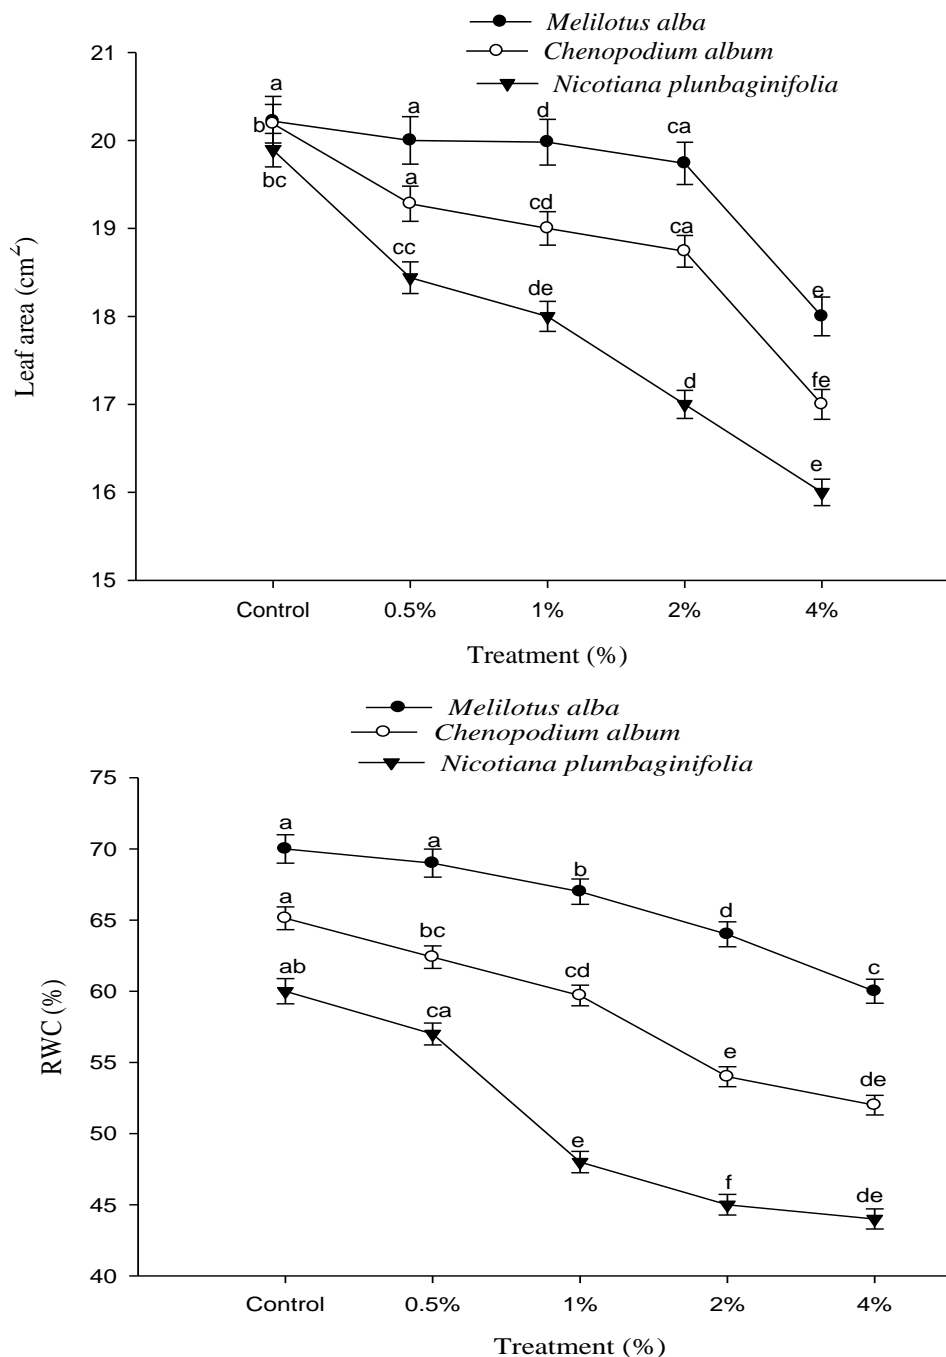 Melilotus alba
Chenopodium album
Nicotiana plunbaginifolia
21
20
19
18
17
16
15
Leaf area (cm²)
a
b
bc
a
a
cc
d
cd
de
ca
ca
d
e
fe
e
Control 0.5% 1% 2% 4%
Treatment (%)
Melilotus alba
Chenopodium album
Nicotiana plumbaginifolia
75
70
65
60
55
50
45
40
RWC (%)
a
a
ab
a
bc
ca
b
cd
e
d
e
f
c
de
de
Control 0.5% 1% 2% 4%
Treatment (%)